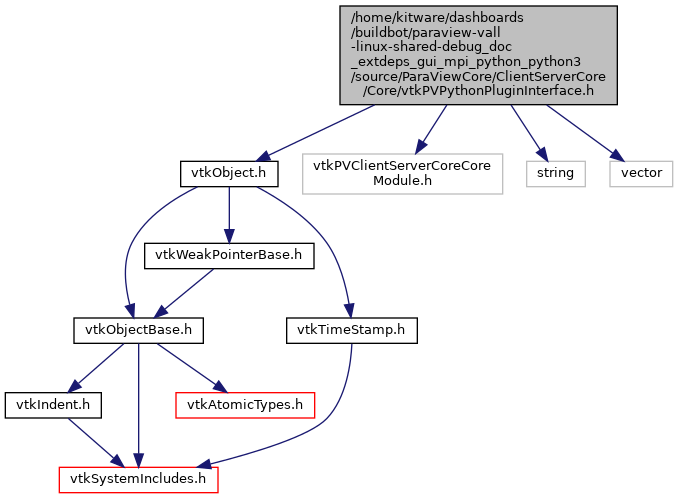 /home/kitware/dashboards
/buildbot/paraview-vall
-linux-shared-debug_doc
_extdeps_gui_mpi_python_python3
/source/ParaViewCore/ClientServerCore
/Core/vtkPVPythonPluginInterface.h
vtkObject.h
vtkPVClientServerCoreCore
Module.h
string
vector
vtkWeakPointerBase.h
vtkObjectBase.h
vtkTimeStamp.h
vtkIndent.h
vtkAtomicTypes.h
vtkSystemIncludes.h